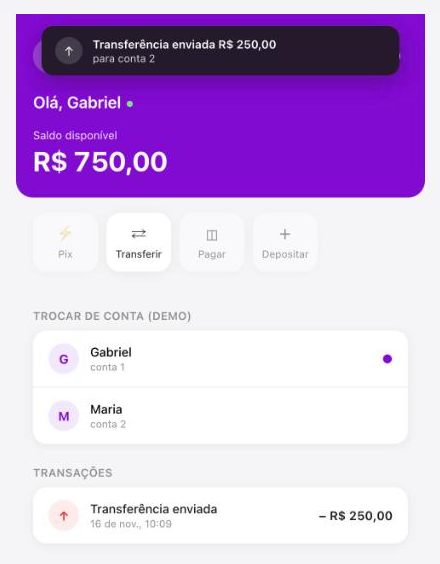 Transferência enviada R$ 250,00
para conta 2
Olá, Gabriel
Saldo disponível
R$ 750,00
Pix
Transferir
Pagar
Depositar
TROCAR DE CONTA (DEMO)
G
Gabriel
conta 1
M
Maria
conta 2
TRANSAÇÕES
Transferência enviada
16 de nov., 10:09
– R$ 250,00